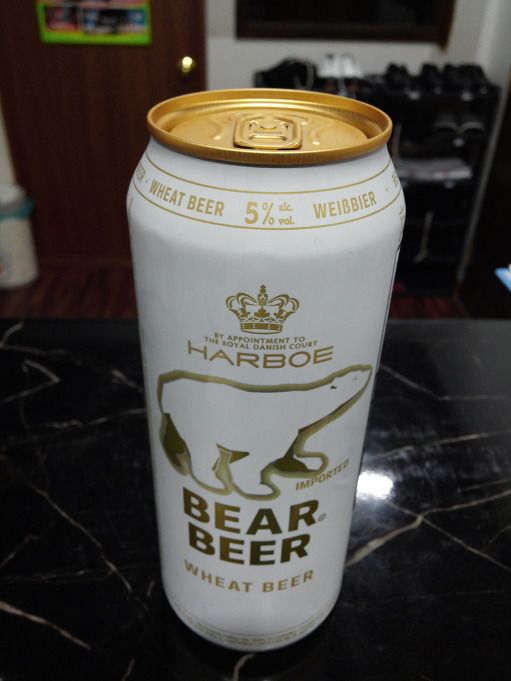 BEER · WHEAT BEER 5% alc. vol. WEIßBIER ·
BY APPOINTMENT TO
THE ROYAL DANISH COURT
HARBOE
IMPORTED
BEAR
BEER
WHEAT BEER